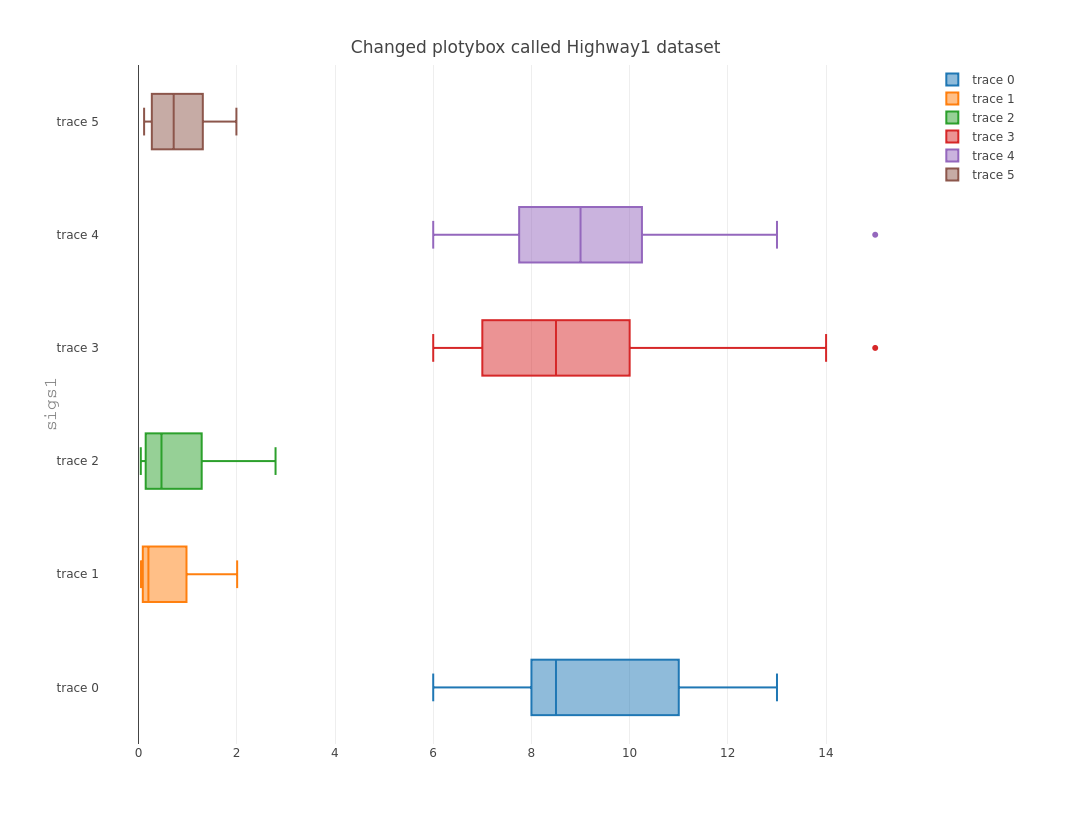 Changed plotybox called Highway1 dataset
trace 0
trace 1
trace 2
trace 3
trace 4
trace 5
trace 5
trace 4
trace 3
trace 2
trace 1
trace 0
sigs1
0 2 4 6 8 10 12 14